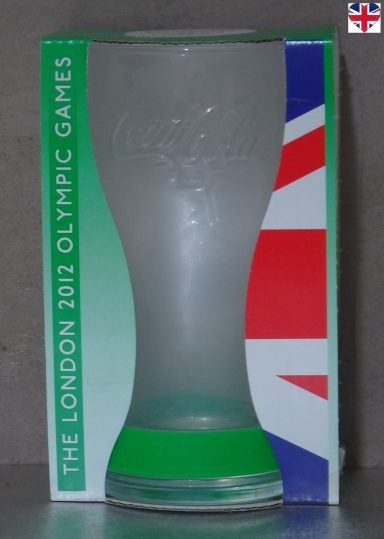 THE LONDON 2012 OLYMPIC GAMES
Coca-Cola